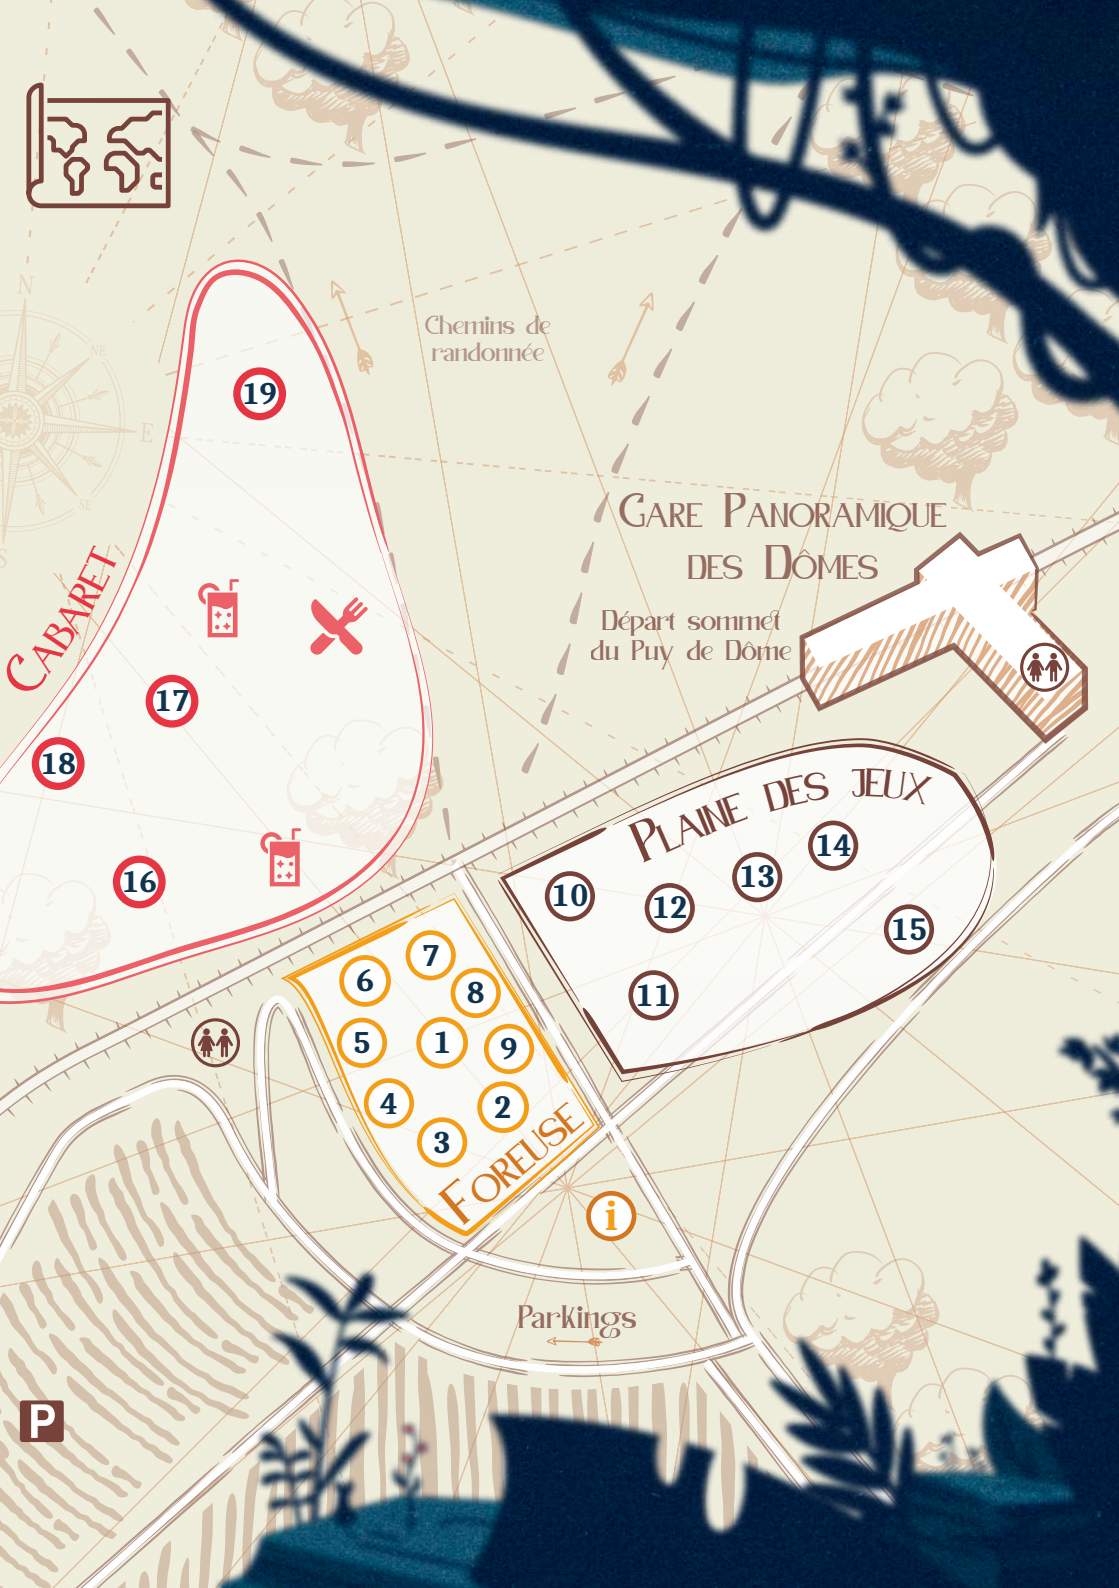 N
NE
E
SE
S
Chemins de
randonnée
19
GARE PANORAMIQUE
DES DÔMES
Départ sommet
du Puy de Dôme
CABARET
17
18
16
PLAINE DES JEUX
14
13
10
12
15
11
7
6
8
5
1
9
4
2
3
FOREUSE
i
Parkings
P